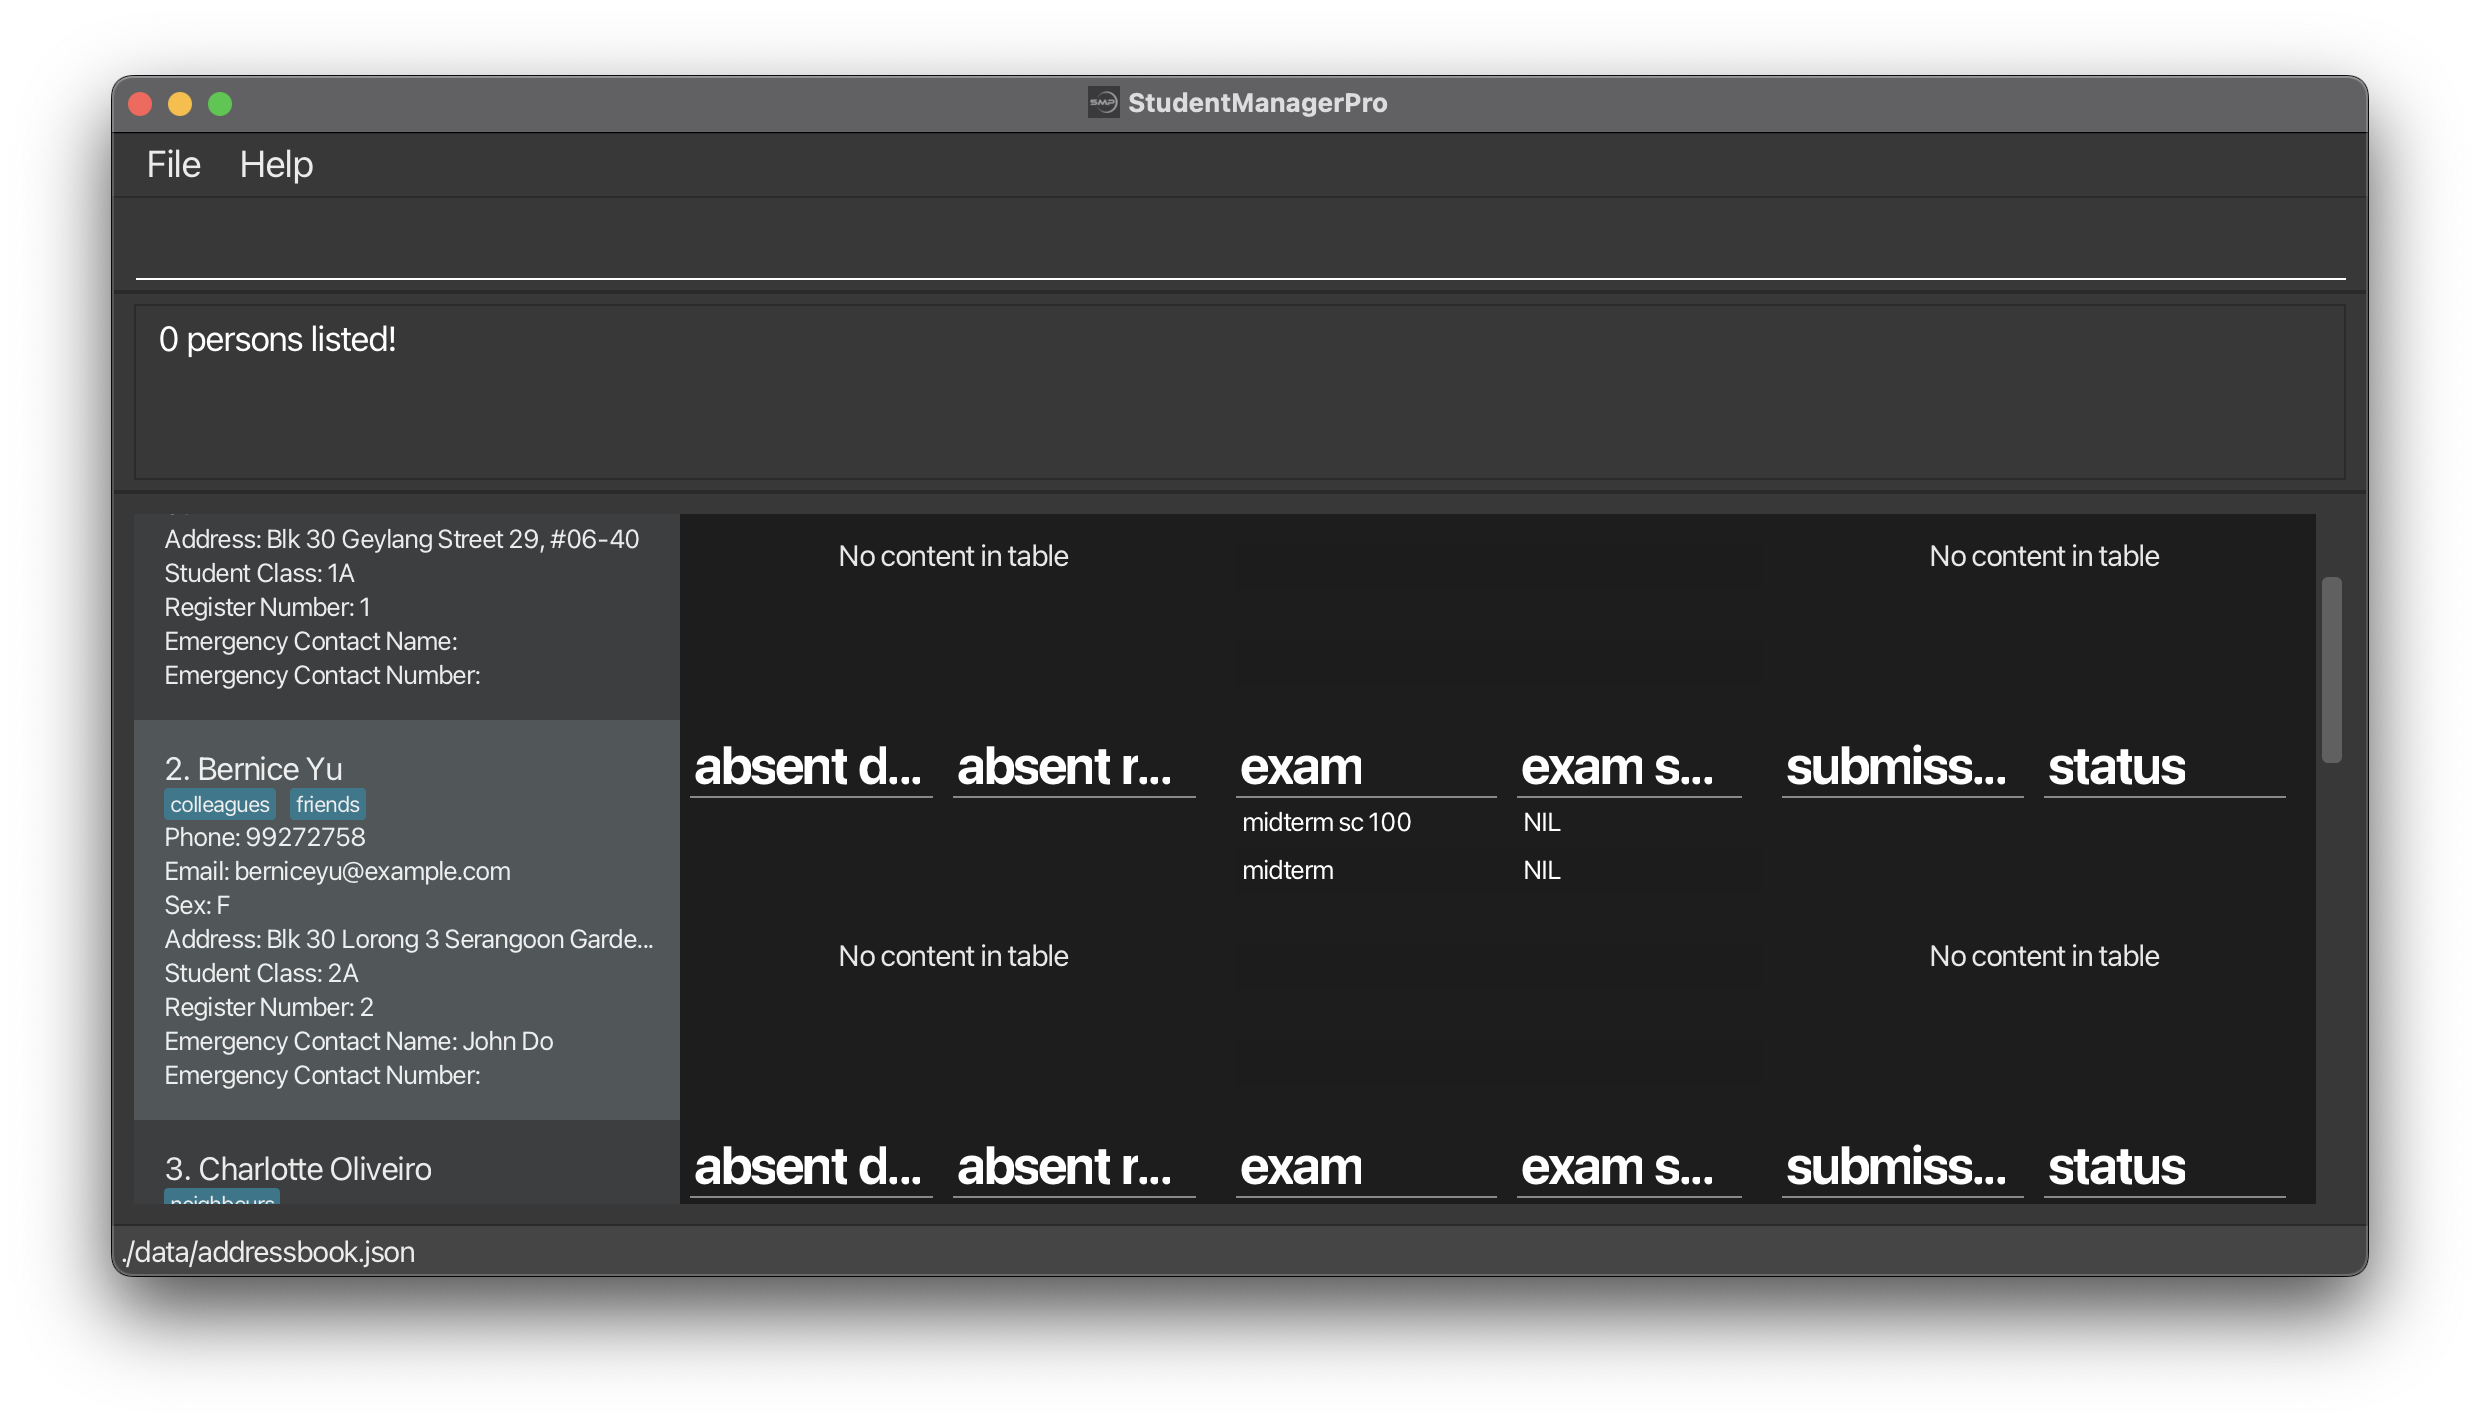 SMP StudentManagerPro
File Help
0 persons listed!
Address: Blk 30 Geylang Street 29, #06-40
Student Class: 1A
Register Number: 1
Emergency Contact Name:
Emergency Contact Number:
No content in table
No content in table
2. Bernice Yu
colleagues friends
Phone: 99272758
Email: berniceyu@example.com
Sex: F
Address: Blk 30 Lorong 3 Serangoon Garde...
Student Class: 2A
Register Number: 2
Emergency Contact Name: John Do
Emergency Contact Number:
absent d... absent r... exam exam s... submiss... status
midterm sc 100 NIL
midterm NIL
No content in table
No content in table
3. Charlotte Oliveiro
neighbours
absent d... absent r... exam exam s... submiss... status
./data/addressbook.json